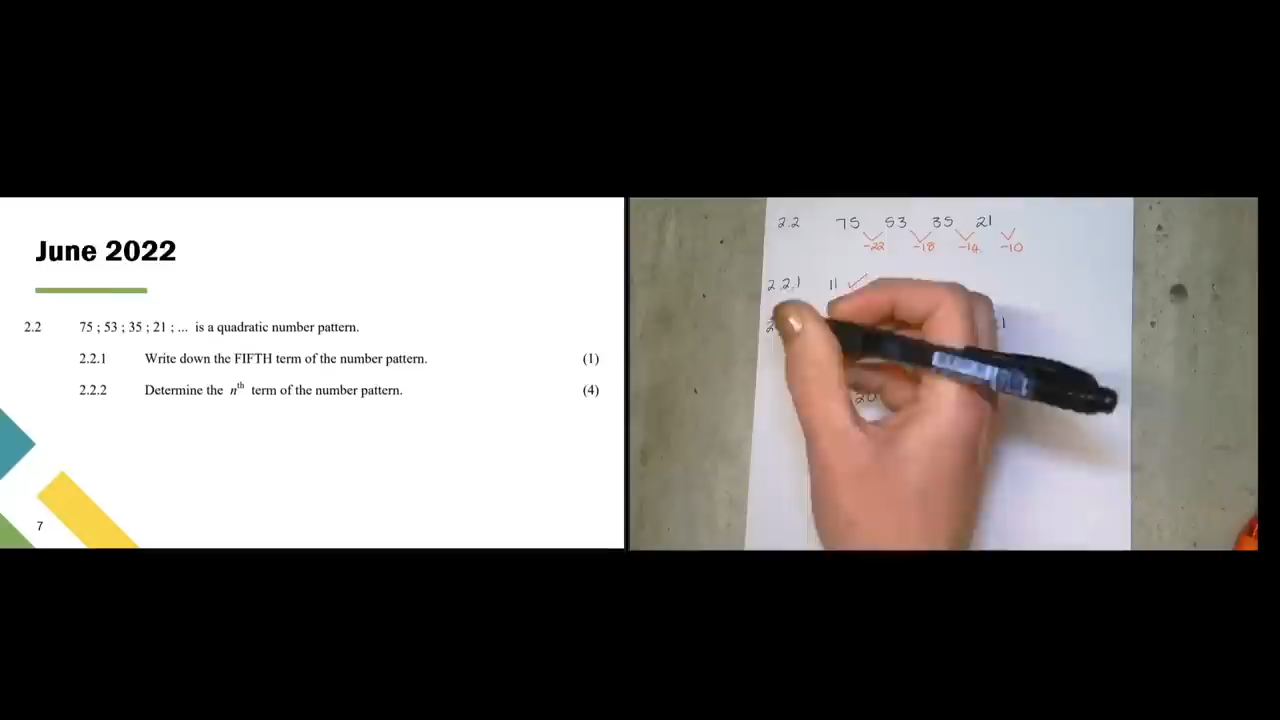 June 2022
2.2 75 ; 53 ; 35 ; 21 ; ... is a quadratic number pattern.
2.2.1 Write down the FIFTH term of the number pattern. (1)
2.2.2 Determine the nth term of the number pattern. (4)
7
2.2 75 53 35 21
-22 -18 -14 -10
2.2.1 11 ✓